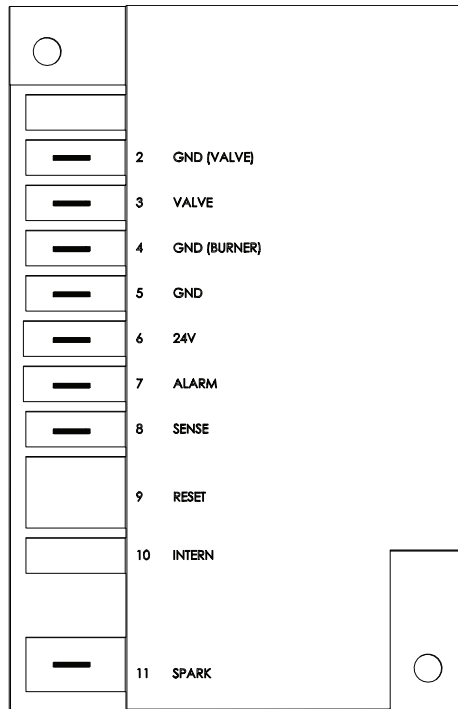 2 GND (VALVE)
3 VALVE
4 GND (BURNER)
5 GND
6 24V
7 ALARM
8 SENSE
9 RESET
10 INTERN
11 SPARK